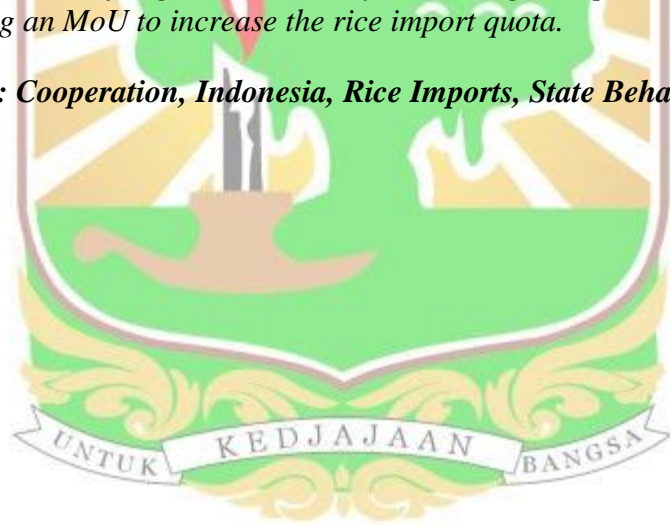 g an MoU to increase the rice import quota.
: Cooperation, Indonesia, Rice Imports, State Beha
UNTUK KEDJAJAAN BANGSA